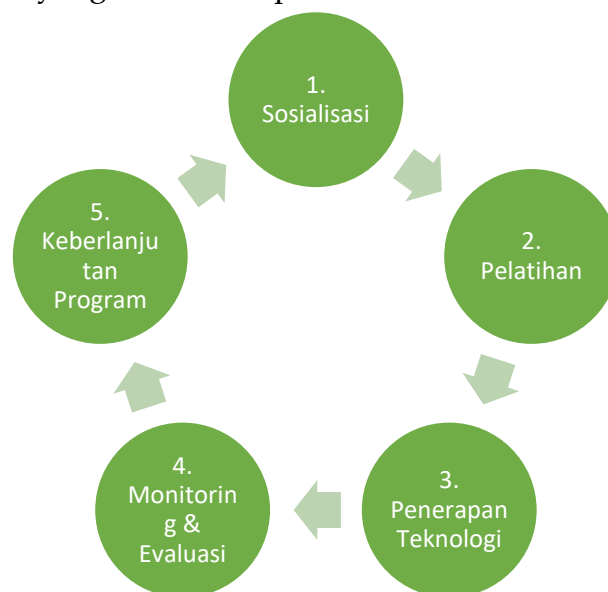 1.
Sosialisasi
2.
Pelatihan
3.
Penerapan
Teknologi
4.
Monitorin
g &
Evaluasi
5.
Keberlanju
tan
Program